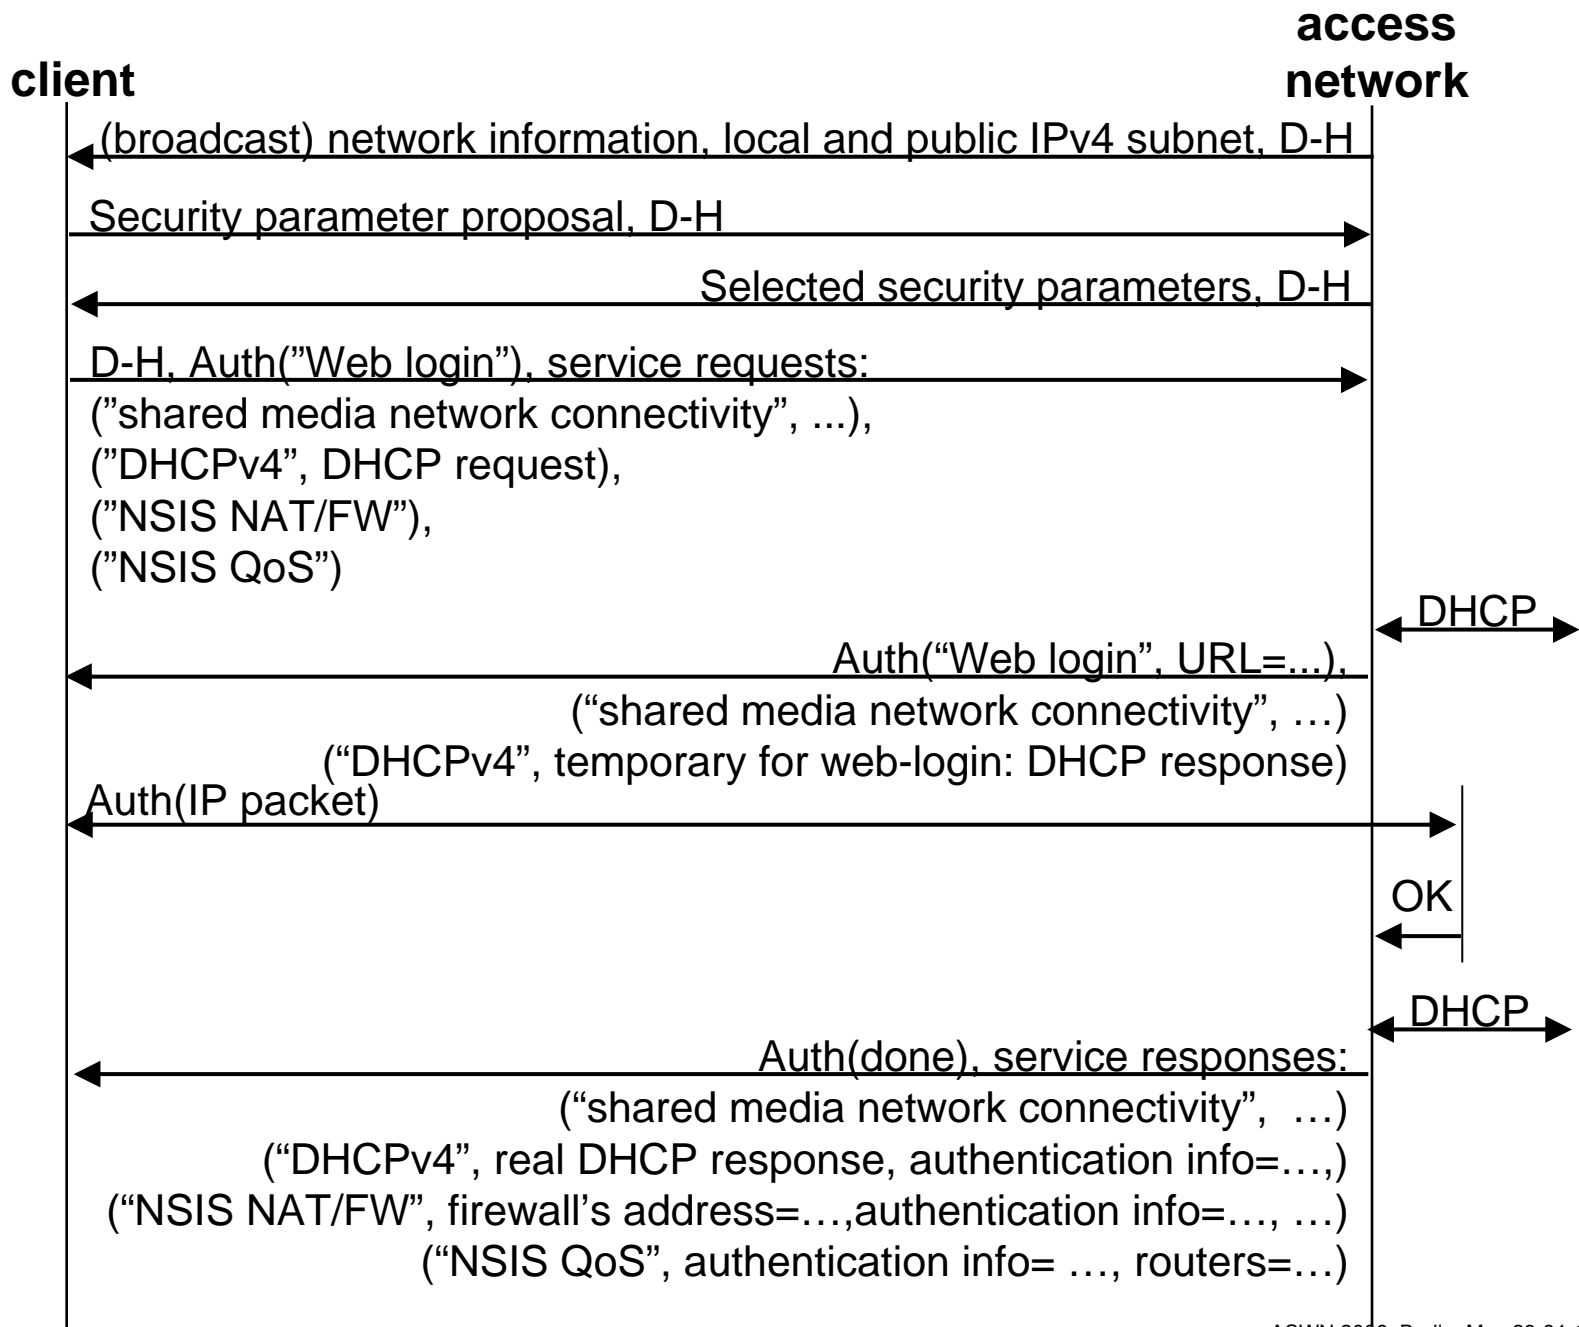 access
client
network
(broadcast) network information, local and public IPv4 subnet, D-H
Security parameter proposal, D-H
Selected security parameters, D-H
D-H, Auth(”Web login”), service requests:
(”shared media network connectivity”, ...),
(”DHCPv4”, DHCP request),
(”NSIS NAT/FW”),
(”NSIS QoS”)
DHCP
Auth(“Web login”, URL=...),
(“shared media network connectivity”, …)
(“DHCPv4”, temporary for web-login: DHCP response)
Auth(IP packet)
OK
DHCP
Auth(done), service responses:
(“shared media network connectivity”, …)
(“DHCPv4”, real DHCP response, authentication info=…,)
(“NSIS NAT/FW”, firewall’s address=…,authentication info=…, …)
(“NSIS QoS”, authentication info= …, routers=…)